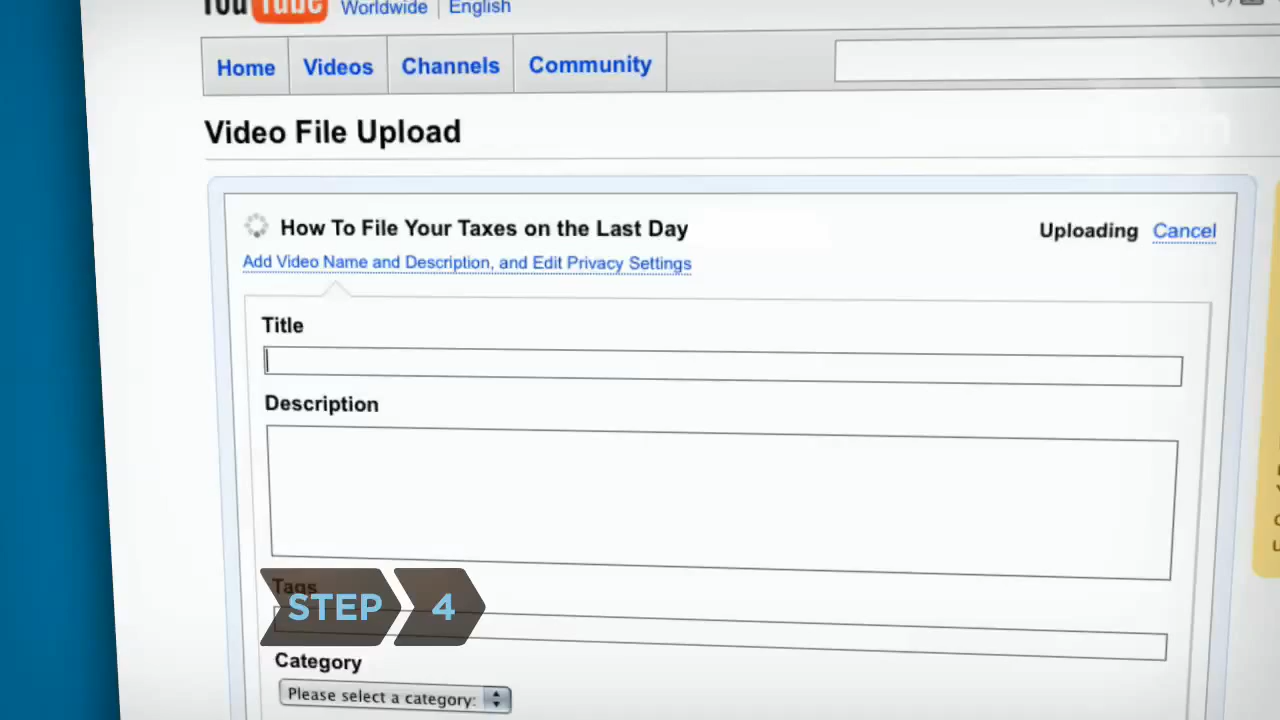 YouTube Worldwide English
Home Videos Channels Community
Video File Upload
How To File Your Taxes on the Last Day Uploading Cancel
Add Video Name and Description, and Edit Privacy Settings
Title
Description
Tags
STEP 4
Category
Please select a category: